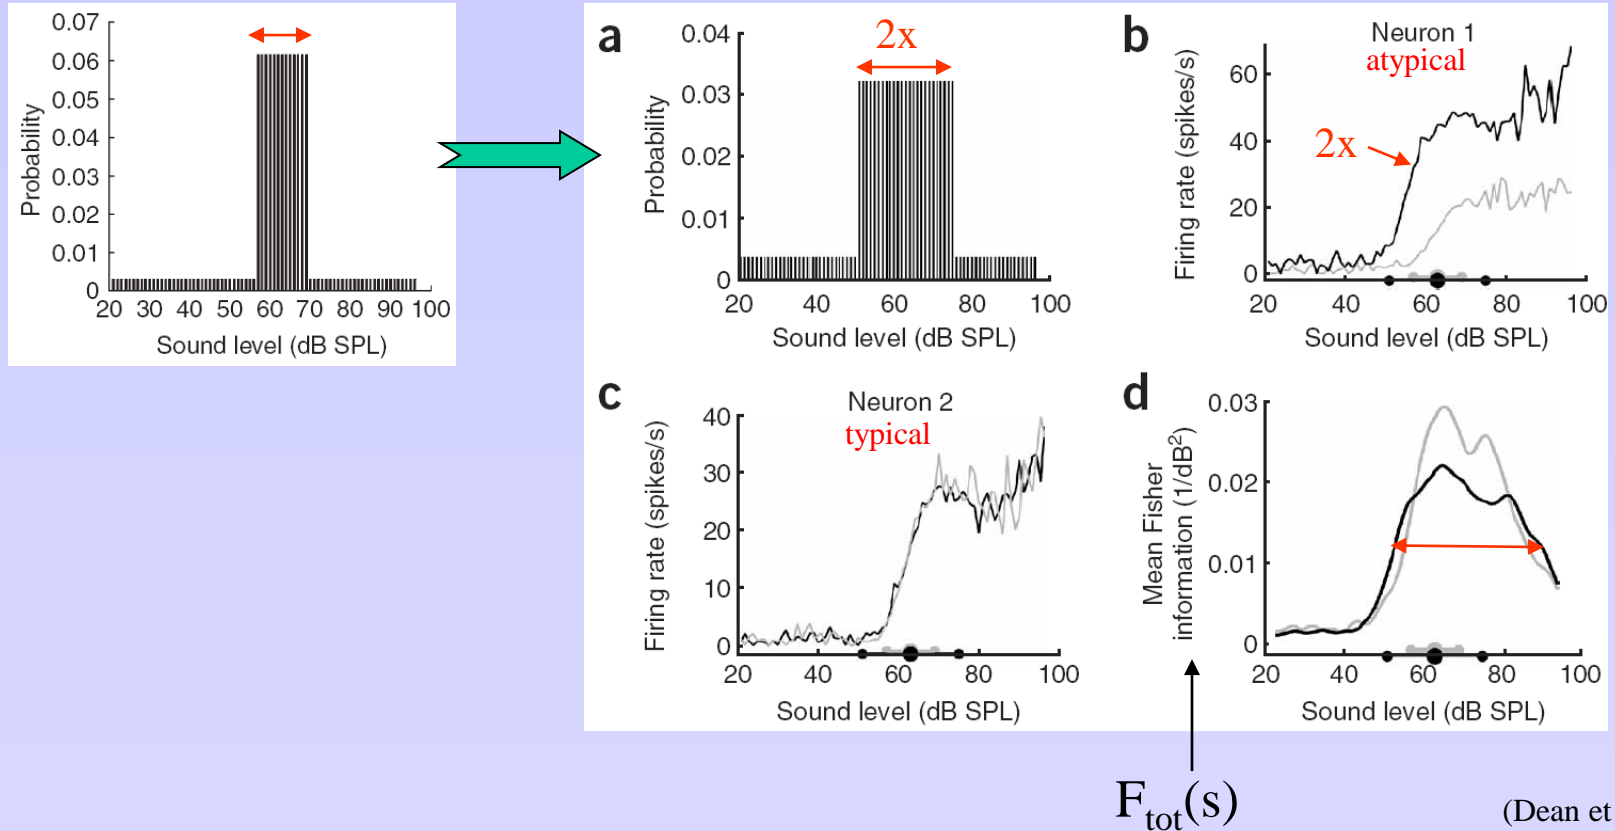 0.07
0.06
0.05
0.04
0.03
0.02
0.01
0
Probability
20 30 40 50 60 70 80 90 100
Sound level (dB SPL)
a
2x
0.04
0.03
0.02
0.01
0
Probability
20 40 60 80 100
Sound level (dB SPL)
b
Neuron 1
atypical
2x
60
40
20
0
Firing rate (spikes/s)
20 40 60 80 100
Sound level (dB SPL)
c
Neuron 2
typical
40
30
20
10
0
Firing rate (spikes/s)
20 40 60 80 100
Sound level (dB SPL)
d
0.03
0.02
0.01
0
Mean Fisher
information (1/dB²)
20 40 60 80 100
Sound level (dB SPL)
Ftot(s)
(Dean et